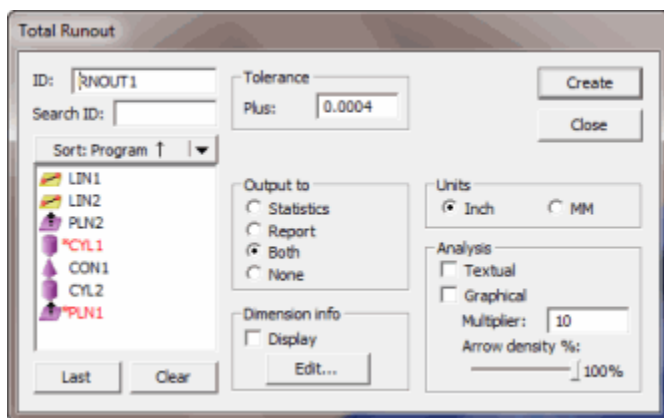 Total Runout
ID: RNOUT1
Search ID:
Sort: Program ↑
LIN1
LIN2
PLN2
*CYL1
CON1
CYL2
*PLN1
Last
Clear
Tolerance
Plus: 0.0004
Output to
Statistics
Report
Both
None
Dimension info
Display
Edit...
Create
Close
Units
Inch
MM
Analysis
Textual
Graphical
Multiplier: 10
Arrow density %:
100%